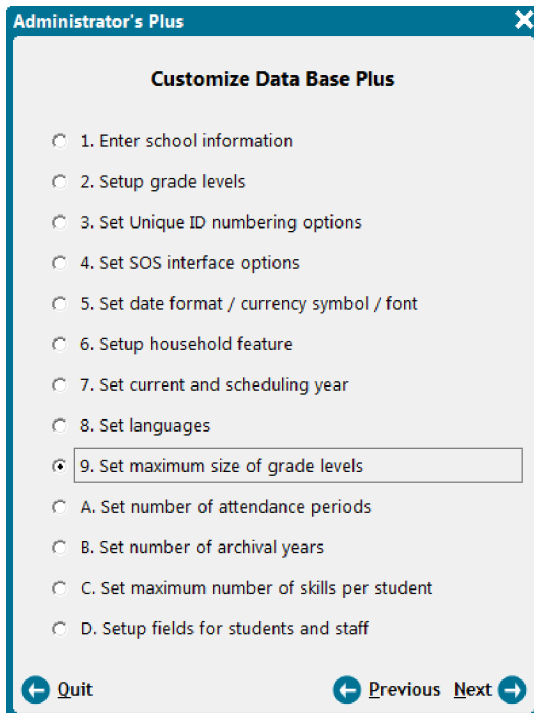 Administrator's Plus
Customize Data Base Plus
1. Enter school information
2. Setup grade levels
3. Set Unique ID numbering options
4. Set SOS interface options
5. Set date format / currency symbol / font
6. Setup household feature
7. Set current and scheduling year
8. Set languages
9. Set maximum size of grade levels
A. Set number of attendance periods
B. Set number of archival years
C. Set maximum number of skills per student
D. Setup fields for students and staff
Quit Previous Next